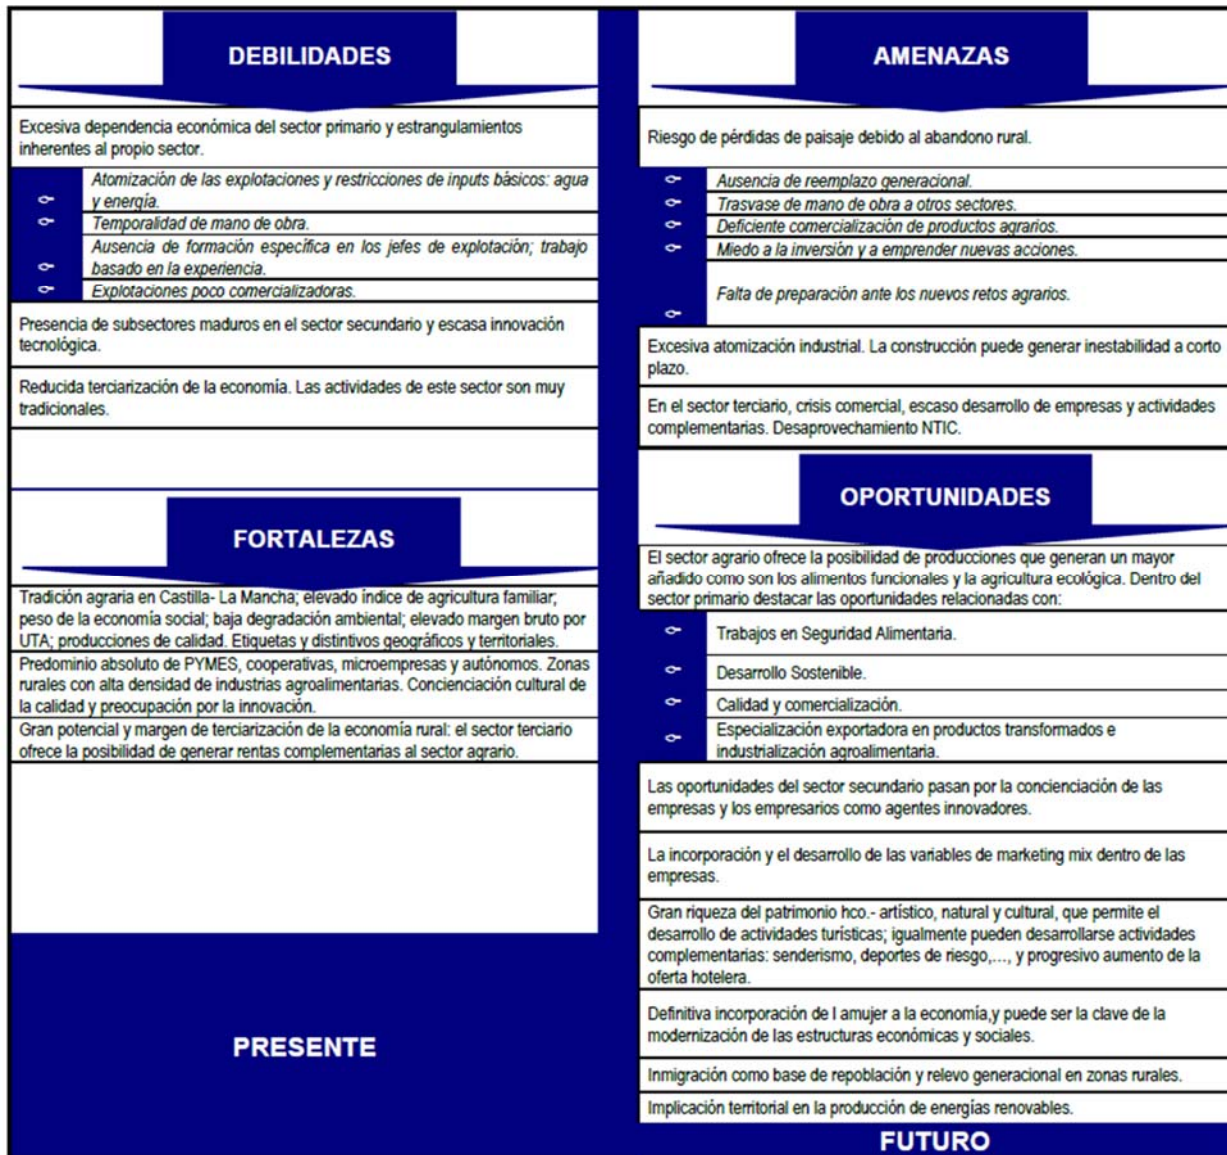 DEBILIDADES
Excesiva dependencia económica del sector primario y estrangulamientos
inherentes al propio sector.
Atomización de las explotaciones y restricciones de inputs básicos: agua
y energía.
Temporalidad de mano de obra.
Ausencia de formación específica en los jefes de explotación; trabajo
basado en la experiencia.
Explotaciones poco comercializadoras.
Presencia de subsectores maduros en el sector secundario y escasa innovación
tecnológica.
Reducida terciarización de la economía. Las actividades de este sector son muy
tradicionales.
FORTALEZAS
Tradición agraria en Castilla- La Mancha; elevado índice de agricultura familiar;
peso de la economía social; baja degradación ambiental; elevado margen bruto por
UTA; producciones de calidad. Etiquetas y distintivos geográficos y territoriales.
Predominio absoluto de PYMES, cooperativas, microempresas y autónomos. Zonas
rurales con alta densidad de industrias agroalimentarias. Concienciación cultural de
la calidad y preocupación por la innovación.
Gran potencial y margen de terciarización de la economía rural: el sector terciario
ofrece la posibilidad de generar rentas complementarias al sector agrario.
PRESENTE
AMENAZAS
Riesgo de pérdidas de paisaje debido al abandono rural.
Ausencia de reemplazo generacional.
Trasvase de mano de obra a otros sectores.
Deficiente comercialización de productos agrarios.
Miedo a la inversión y a emprender nuevas acciones.
Falta de preparación ante los nuevos retos agrarios.
Excesiva atomización industrial. La construcción puede generar inestabilidad a corto
plazo.
En el sector terciario, crisis comercial, escaso desarrollo de empresas y actividades
complementarias. Desaprovechamiento NTIC.
OPORTUNIDADES
El sector agrario ofrece la posibilidad de producciones que generan un mayor
añadido como son los alimentos funcionales y la agricultura ecológica. Dentro del
sector primario destacar las oportunidades relacionadas con:
Trabajos en Seguridad Alimentaria.
Desarrollo Sostenible.
Calidad y comercialización.
Especialización exportadora en productos transformados e
industrialización agroalimentaria.
Las oportunidades del sector secundario pasan por la concienciación de las
empresas y los empresarios como agentes innovadores.
La incorporación y el desarrollo de las variables de marketing mix dentro de las
empresas.
Gran riqueza del patrimonio hco.- artístico, natural y cultural, que permite el
desarrollo de actividades turísticas; igualmente pueden desarrollarse actividades
complementarias: senderismo, deportes de riesgo,..., y progresivo aumento de la
oferta hotelera.
Definitiva incorporación de l amujer a la economía,y puede ser la clave de la
modernización de las estructuras económicas y sociales.
Inmigración como base de repoblación y relevo generacional en zonas rurales.
Implicación territorial en la producción de energías renovables.
FUTURO